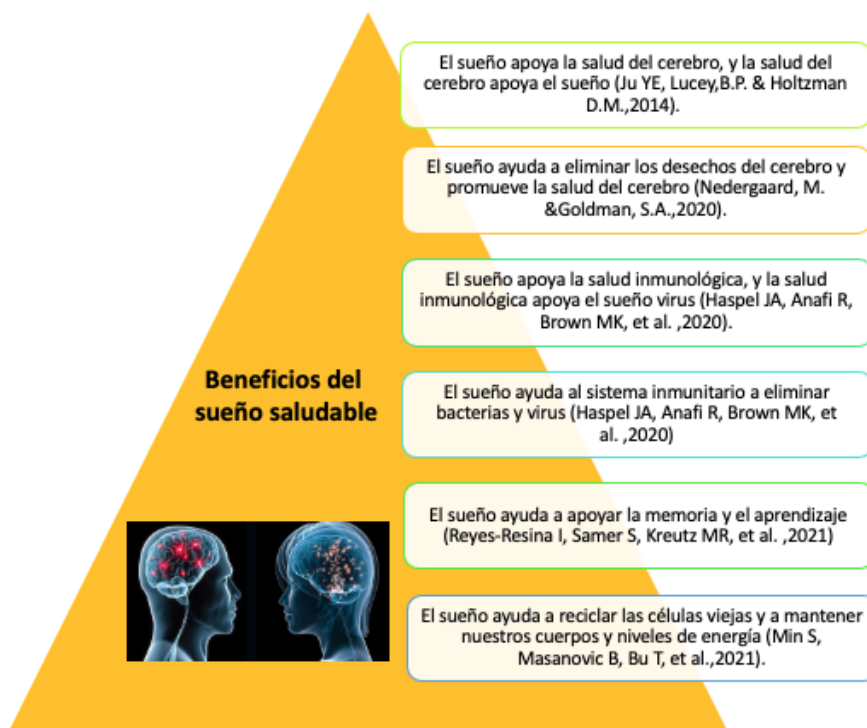 El sueño apoya la salud del cerebro, y la salud del
cerebro apoya el sueño (Ju YE, Lucey,B.P. & Holtzman
D.M.,2014).
El sueño ayuda a eliminar los desechos del cerebro y
promueve la salud del cerebro (Nedergaard, M.
&Goldman, S.A.,2020).
El sueño apoya la salud inmunológica, y la salud
inmunológica apoya el sueño virus (Haspel JA, Anafi R,
Brown MK, et al. ,2020).
Beneficios del
sueño saludable
El sueño ayuda al sistema inmunitario a eliminar
bacterias y virus (Haspel JA, Anafi R, Brown MK, et
al. ,2020)
El sueño ayuda a apoyar la memoria y el aprendizaje
(Reyes-Resina I, Samer S, Kreutz MR, et al. ,2021)
El sueño ayuda a reciclar las células viejas y a mantener
nuestros cuerpos y niveles de energía (Min S,
Masanovic B, Bu T, et al.,2021).